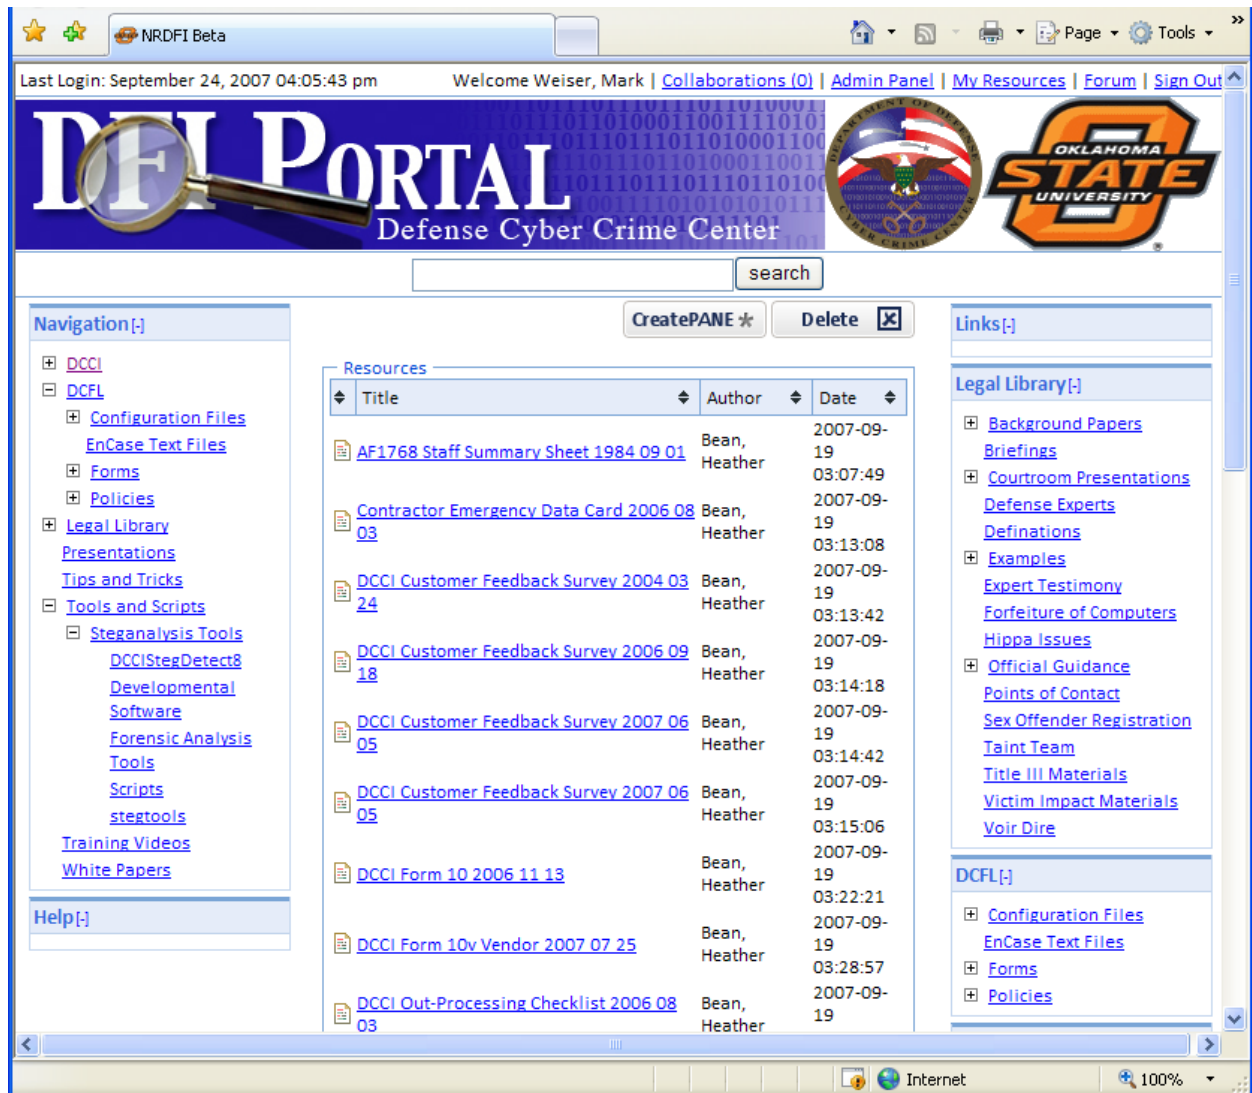 NRDFI Beta
Page
Tools
»
Last Login: September 24, 2007 04:05:43 pm
Welcome Weiser, Mark | Collaborations (0) | Admin Panel | My Resources | Forum | Sign Out
DFI PORTAL
Defense Cyber Crime Center
DEPARTMENT OF DEFENSE
CYBER CRIME CENTER
OKLAHOMA
STATE
UNIVERSITY
search
Navigation[-]
DCCI
DCFL
Configuration Files
EnCase Text Files
Forms
Policies
Legal Library
Presentations
Tips and Tricks
Tools and Scripts
Steganalysis Tools
DCCIStegDetect8
Developmental
Software
Forensic Analysis
Tools
Scripts
stegtools
Training Videos
White Papers
Help[-]
CreatePANE
Delete
Resources
Title Author Date
AF1768 Staff Summary Sheet 1984 09 01
Bean,
Heather
2007-09-
19
03:07:49
Contractor Emergency Data Card 2006 08
03
Bean,
Heather
2007-09-
19
03:13:08
DCCI Customer Feedback Survey 2004 03
24
Bean,
Heather
2007-09-
19
03:13:42
DCCI Customer Feedback Survey 2006 09
18
Bean,
Heather
2007-09-
19
03:14:18
DCCI Customer Feedback Survey 2007 06
05
Bean,
Heather
2007-09-
19
03:14:42
DCCI Customer Feedback Survey 2007 06
05
Bean,
Heather
2007-09-
19
03:15:06
DCCI Form 10 2006 11 13
Bean,
Heather
2007-09-
19
03:22:21
DCCI Form 10v Vendor 2007 07 25
Bean,
Heather
2007-09-
19
03:28:57
DCCI Out-Processing Checklist 2006 08
03
Bean,
Heather
2007-09-
19
Links[-]
Legal Library[-]
Background Papers
Briefings
Courtroom Presentations
Defense Experts
Definations
Examples
Expert Testimony
Forfeiture of Computers
Hippa Issues
Official Guidance
Points of Contact
Sex Offender Registration
Taint Team
Title III Materials
Victim Impact Materials
Voir Dire
DCFL[-]
Configuration Files
EnCase Text Files
Forms
Policies
Internet
100%